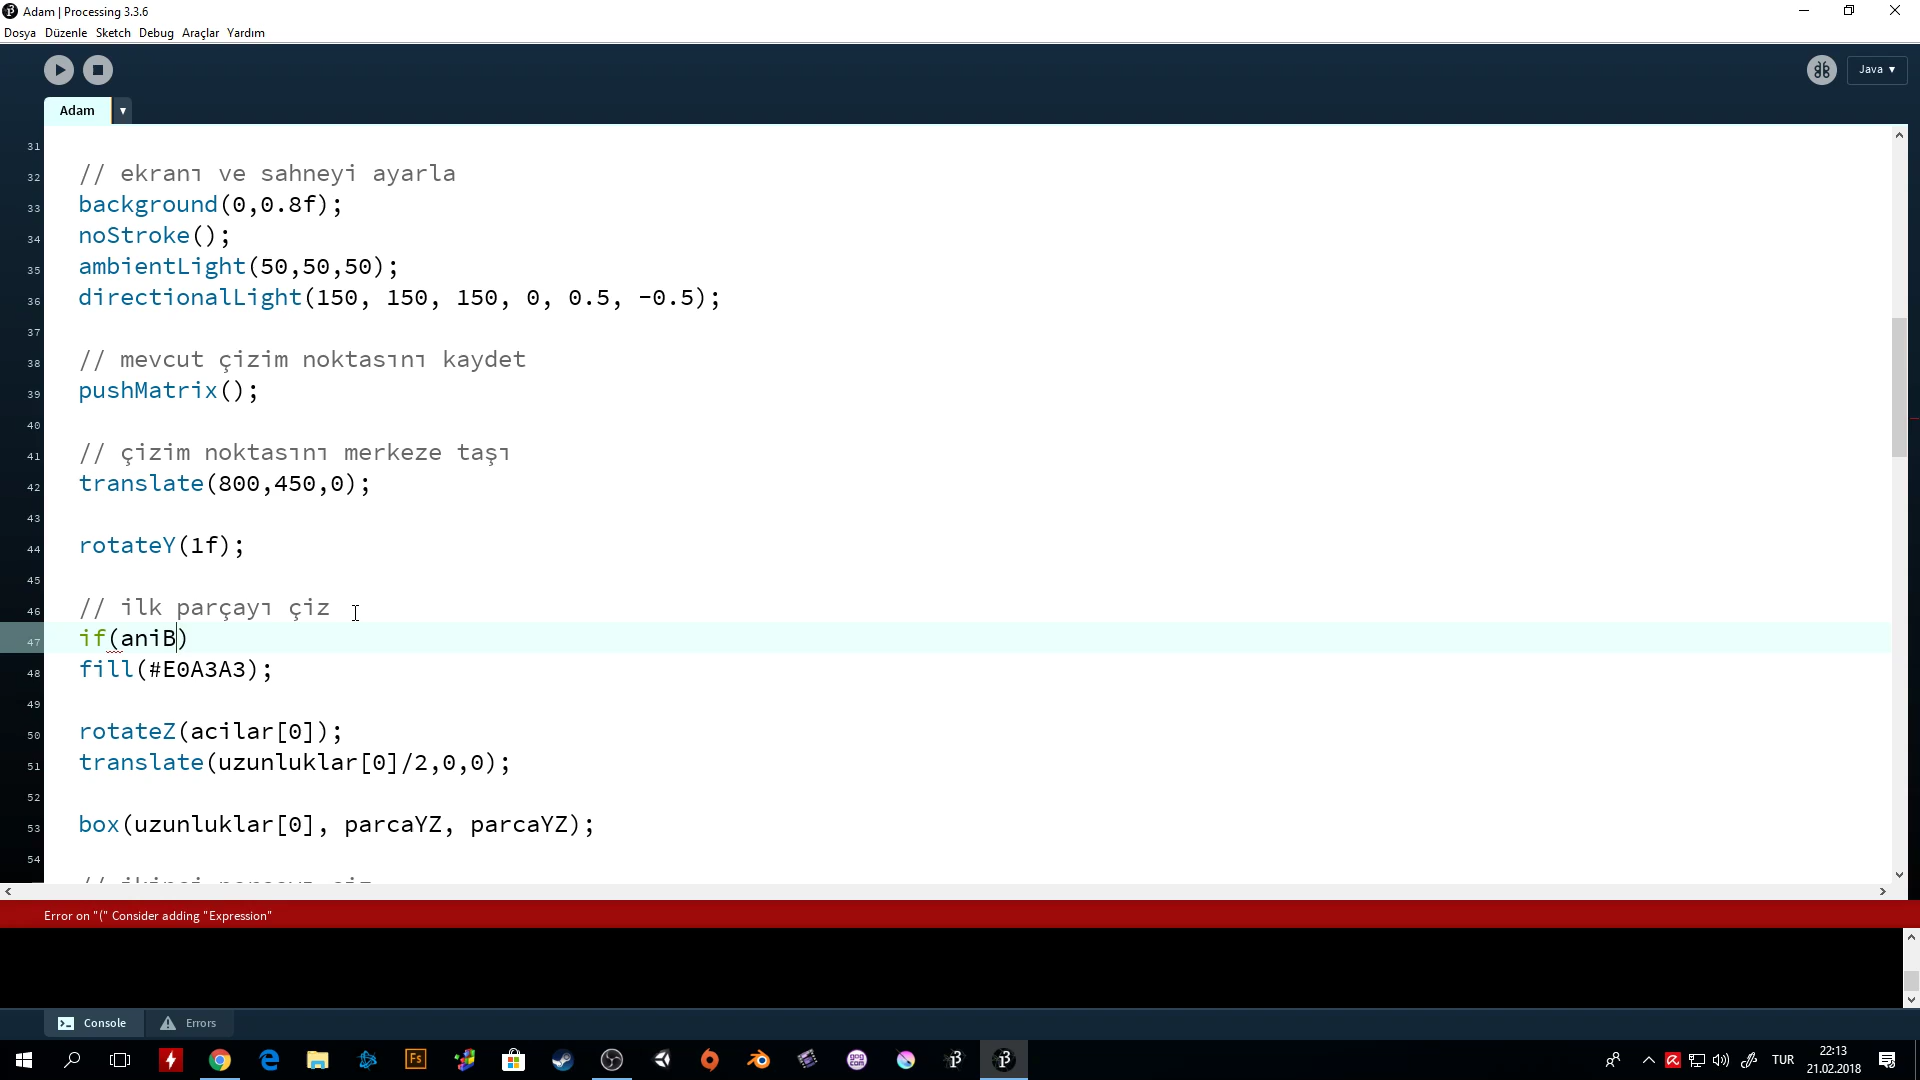 Adam | Processing 3.3.6
Dosya Düzenle Sketch Debug Araçlar Yardım
Java ▼
Adam ▼
31
32 // ekranı ve sahneyi ayarla
33 background(0,0.8f);
34 noStroke();
35 ambientLight(50,50,50);
36 directionalLight(150, 150, 150, 0, 0.5, -0.5);
37
38 // mevcut çizim noktasını kaydet
39 pushMatrix();
40
41 // çizim noktasını merkeze taşı
42 translate(800,450,0);
43
44 rotateY(1f);
45
46 // ilk parçayı çiz
47 if(aniB)
48 fill(#E0A3A3);
49
50 rotateZ(acilar[0]);
51 translate(uzunluklar[0]/2,0,0);
52
53 box(uzunluklar[0], parcaYZ, parcaYZ);
54
// ikinci parçayı çiz
Error on "(" Consider adding "Expression"
Console Errors
Fs
TUR
22:13
21.02.2018